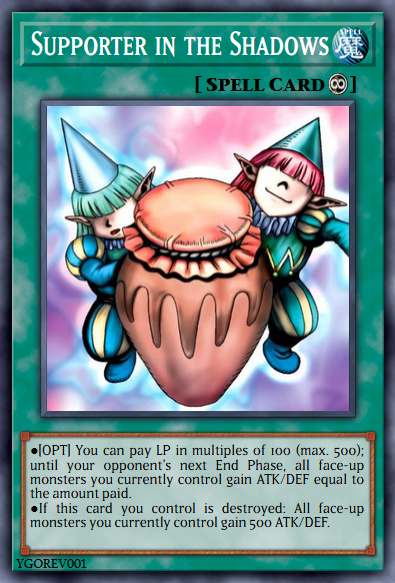 Supporter in the Shadows
SPELL
魔
[ Spell Card ]
●[OPT] You can pay LP in multiples of 100 (max. 500);
until your opponent's next End Phase, all face-up
monsters you currently control gain ATK/DEF equal to
the amount paid.
●If this card you control is destroyed: All face-up
monsters you currently control gain 500 ATK/DEF.
YGOREV001